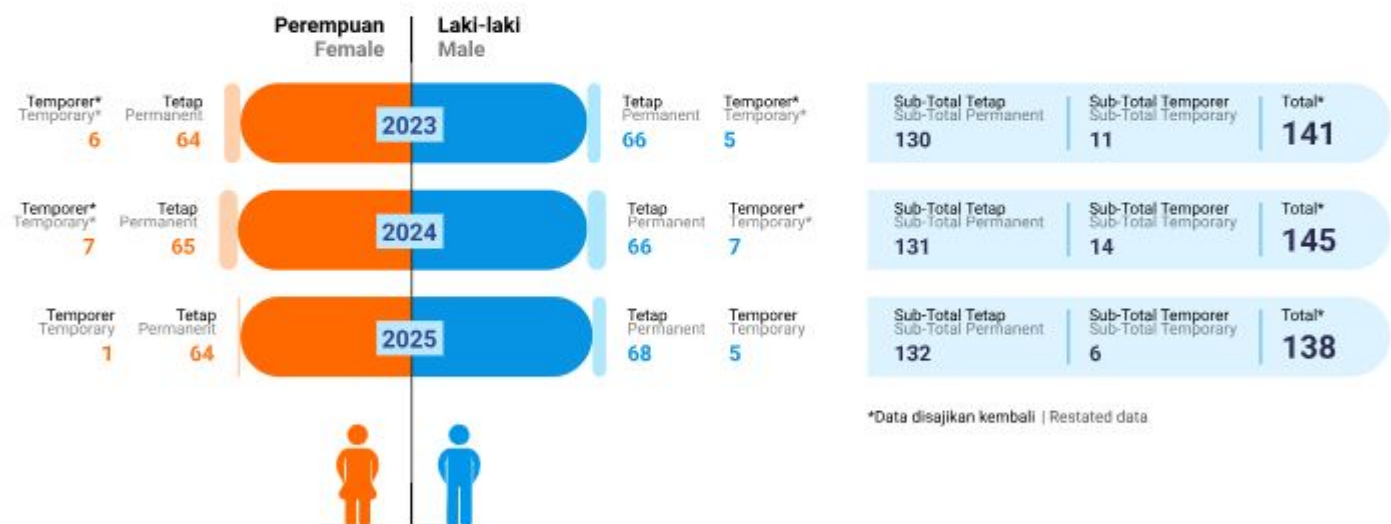 Perempuan
Female
Laki-laki
Male
Temporer*
Temporary*
6
Tetap
Permanent
64
2023
Tetap
Permanent
66
Temporer*
Temporary*
5
Sub-Total Tetap
Sub-Total Permanent
130
Sub-Total Temporer
Sub-Total Temporary
11
Total*
141
Temporer*
Temporary*
7
Tetap
Permanent
65
2024
Tetap
Permanent
66
Temporer*
Temporary*
7
Sub-Total Tetap
Sub-Total Permanent
131
Sub-Total Temporer
Sub-Total Temporary
14
Total*
145
Temporer
Temporary
1
Tetap
Permanent
64
2025
Tetap
Permanent
68
Temporer
Temporary
5
Sub-Total Tetap
Sub-Total Permanent
132
Sub-Total Temporer
Sub-Total Temporary
6
Total*
138
*Data disajikan kembali | Restated data